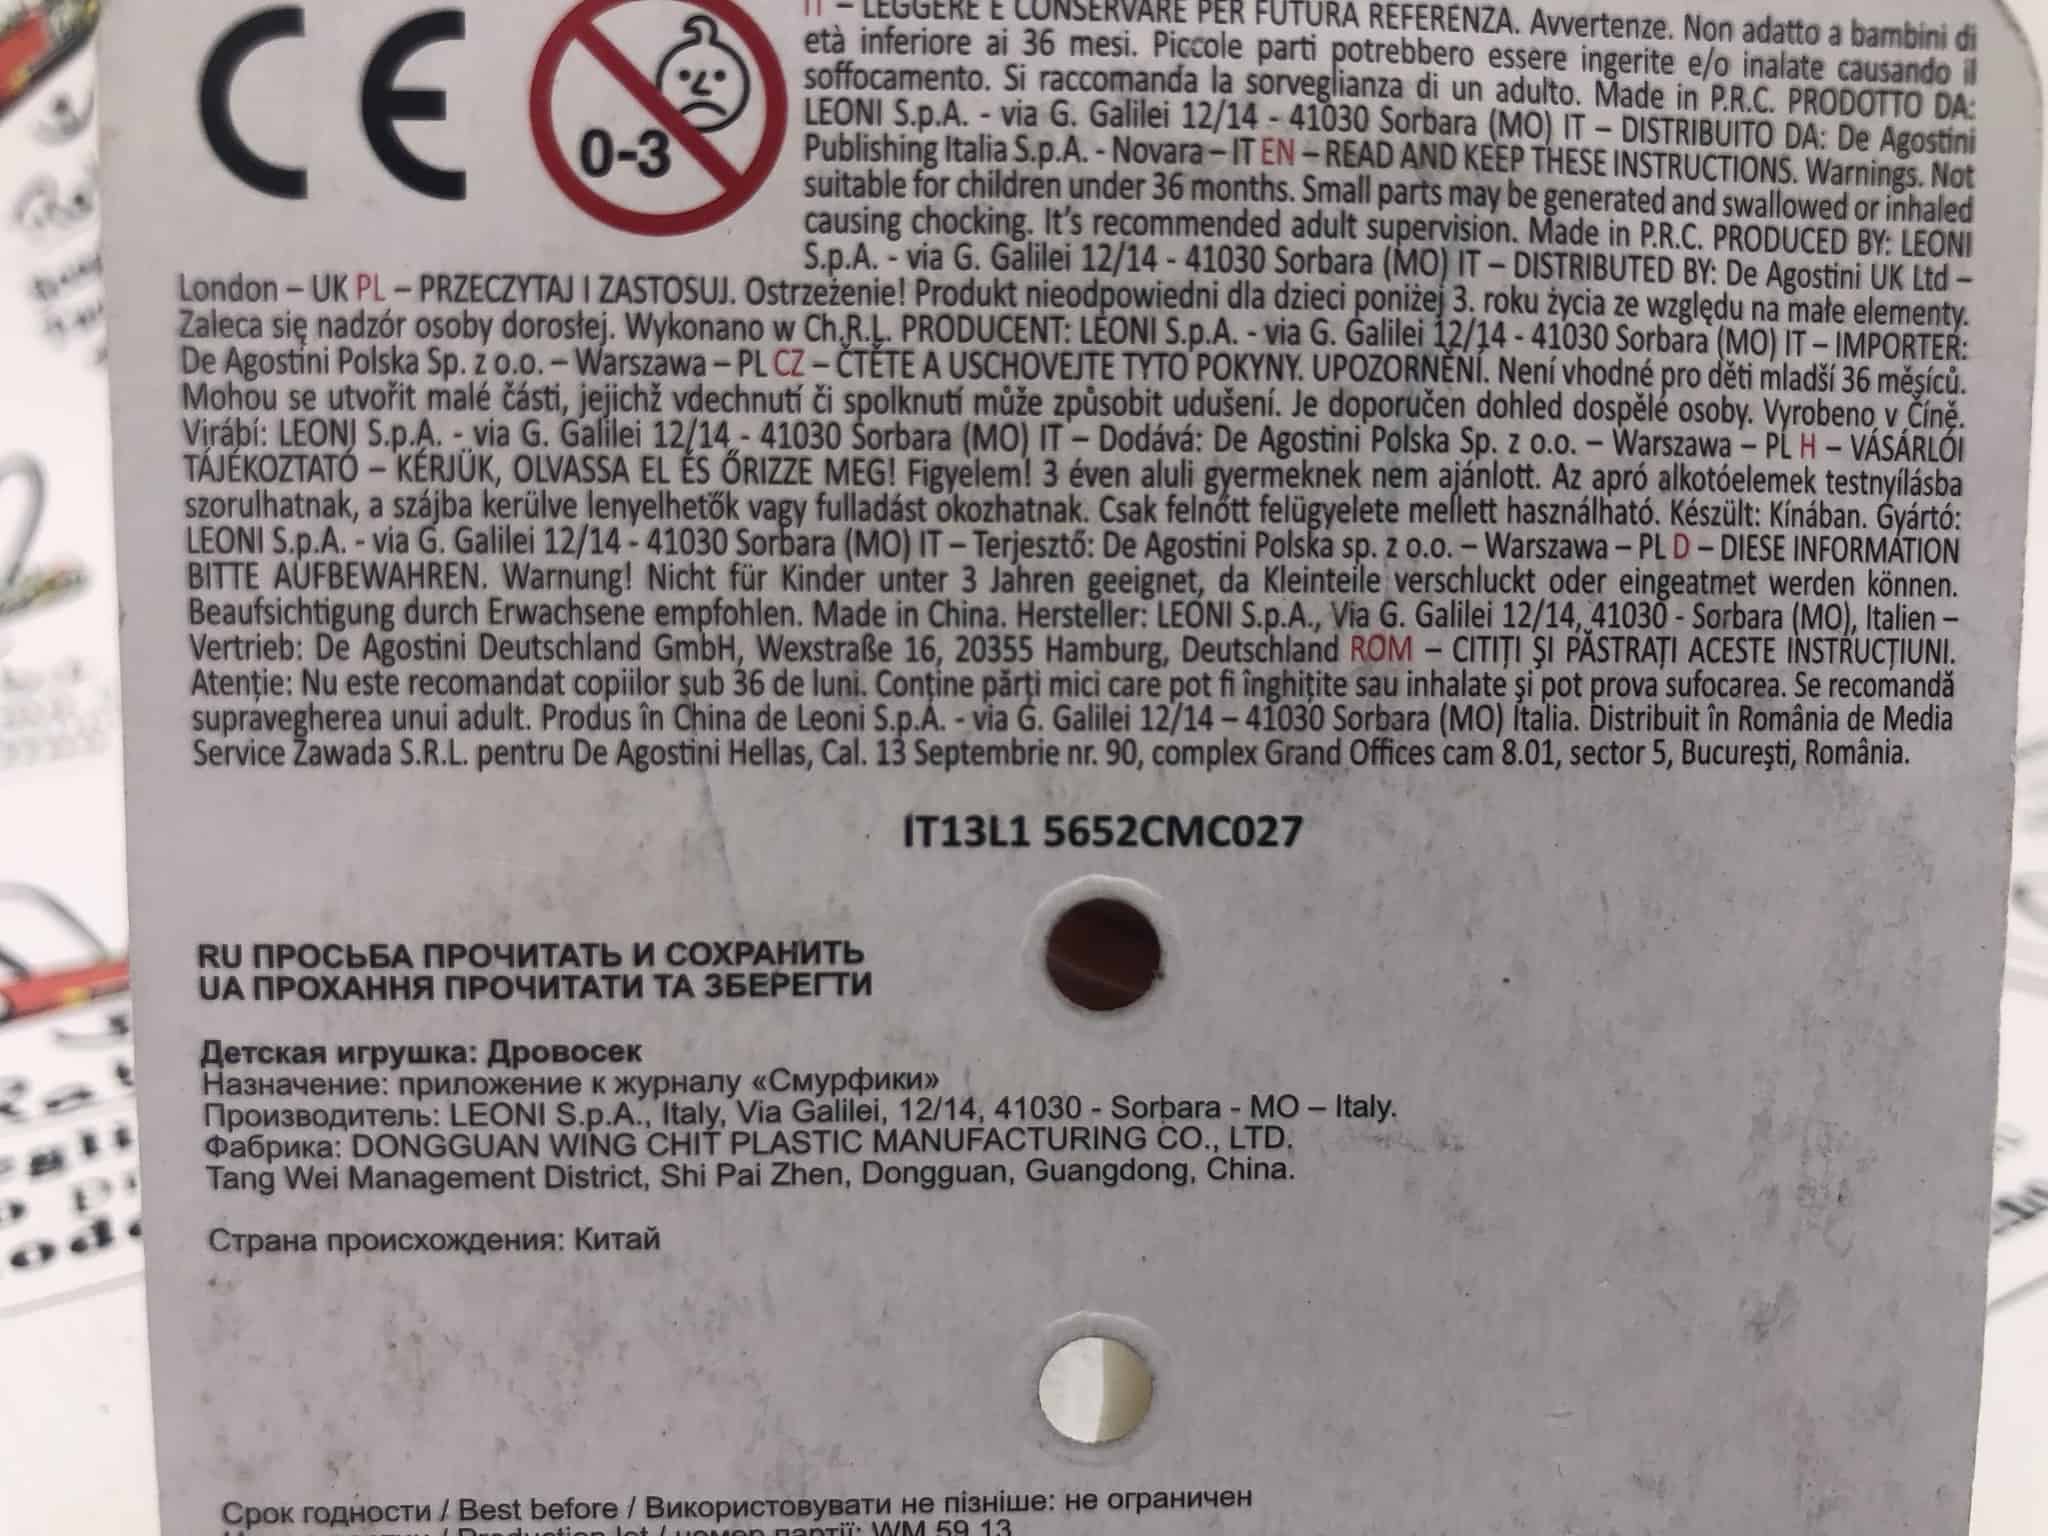 CE
0-3
IT – LEGGERE E CONSERVARE PER FUTURA REFERENZA. Avvertenze. Non adatto a bambini di
età inferiore ai 36 mesi. Piccole parti potrebbero essere ingerite e/o inalate causando il
soffocamento. Si raccomanda la sorveglianza di un adulto. Made in P.R.C. PRODOTTO DA:
LEONI S.p.A. - via G. Galilei 12/14 - 41030 Sorbara (MO) IT – DISTRIBUITO DA: De Agostini
Publishing Italia S.p.A. - Novara – IT EN – READ AND KEEP THESE INSTRUCTIONS. Warnings. Not
suitable for children under 36 months. Small parts may be generated and swallowed or inhaled
causing chocking. It's recommended adult supervision. Made in P.R.C. PRODUCED BY: LEONI
S.p.A. - via G. Galilei 12/14 - 41030 Sorbara (MO) IT – DISTRIBUTED BY: De Agostini UK Ltd –
London – UK PL – PRZECZYTAJ I ZASTOSUJ. Ostrzeżenie! Produkt nieodpowiedni dla dzieci poniżej 3. roku życia ze względu na małe elementy.
Zaleca się nadzór osoby dorosłej. Wykonano w Ch.R.L. PRODUCENT: LEONI S.p.A. - via G. Galilei 12/14 - 41030 Sorbara (MO) IT – IMPORTER:
De Agostini Polska Sp. z o.o. – Warszawa – PL CZ – ČTĚTE A USCHOVEJTE TYTO POKYNY. UPOZORNĚNÍ. Není vhodné pro děti mladší 36 měsíců.
Mohou se utvořit malé části, jejichž vdechnutí či spolknutí může způsobit udušení. Je doporučen dohled dospělé osoby. Vyrobeno v Číně.
Virábí: LEONI S.p.A. - via G. Galilei 12/14 - 41030 Sorbara (MO) IT – Dodává: De Agostini Polska Sp. z o.o. – Warszawa – PL H – VÁSÁRLÓI
TÁJÉKOZTATÓ – KÉRJÜK, OLVASSA EL ÉS ŐRIZZE MEG! Figyelem! 3 éven aluli gyermeknek nem ajánlott. Az apró alkotóelemek testnyílásba
szorulhatnak, a szájba kerülve lenyelhetők vagy fulladást okozhatnak. Csak felnőtt felügyelete mellett használható. Készült: Kínában. Gyártó:
LEONI S.p.A. - via G. Galilei 12/14 - 41030 Sorbara (MO) IT – Terjesztő: De Agostini Polska sp. z o.o. – Warszawa – PL D – DIESE INFORMATION
BITTE AUFBEWAHREN. Warnung! Nicht für Kinder unter 3 Jahren geeignet, da Kleinteile verschluckt oder eingeatmet werden können.
Beaufsichtigung durch Erwachsene empfohlen. Made in China. Hersteller: LEONI S.p.A., Via G. Galilei 12/14, 41030 - Sorbara (MO), Italien –
Vertrieb: De Agostini Deutschland GmbH, Wexstraße 16, 20355 Hamburg, Deutschland ROM – CITIŢI ŞI PĂSTRAŢI ACESTE INSTRUCŢIUNI.
Atenţie: Nu este recomandat copiilor sub 36 de luni. Conţine părţi mici care pot fi înghiţite sau inhalate şi pot prova sufocarea. Se recomandă
supravegherea unui adult. Produs în China de Leoni S.p.A. - via G. Galilei 12/14 – 41030 Sorbara (MO) Italia. Distribuit în România de Media
Service Zawada S.R.L. pentru De Agostini Hellas, Cal. 13 Septembrie nr. 90, complex Grand Offices cam 8.01, sector 5, Bucureşti, România.
IT13L1 5652CMC027
RU ПРОСЬБА ПРОЧИТАТЬ И СОХРАНИТЬ
UA ПРОХАННЯ ПРОЧИТАТИ ТА ЗБЕРЕГТИ
Детская игрушка: Дровосек
Назначение: приложение к журналу «Смурфики»
Производитель: LEONI S.p.A., Italy, Via Galilei, 12/14, 41030 - Sorbara - MO – Italy.
Фабрика: DONGGUAN WING CHIT PLASTIC MANUFACTURING CO., LTD.
Tang Wei Management District, Shi Pai Zhen, Dongguan, Guangdong, China.
Страна происхождения: Китай
Срок годности / Best before / Використовувати не пізніше: не ограничен
/ Production lot / номер партії: WM 59 13